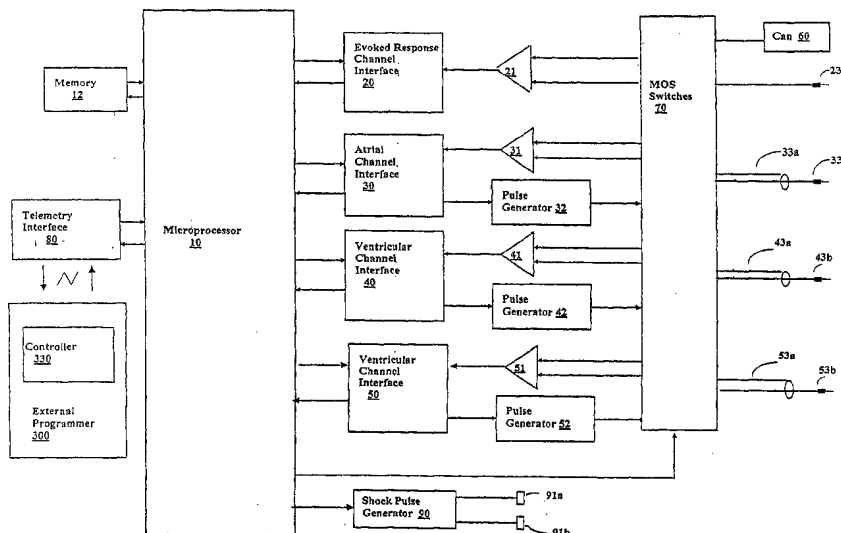 Memory
12
Telemetry
Interface
80
Controller
330
External
Programmer
300
Microprocessor
10
Evoked Response
Channel
Interface
20
21
Atrial
Channel
Interface
30
31
Pulse
Generator 32
Ventricular
Channel
Interface
40
41
Pulse
Generator 42
Ventricular
Channel
Interface
50
51
Pulse
Generator 52
Shock Pulse
Generator 90
91a
91b
MOS
Switches
70
Can 60
23
33a
33
43a
43b
53a
53b